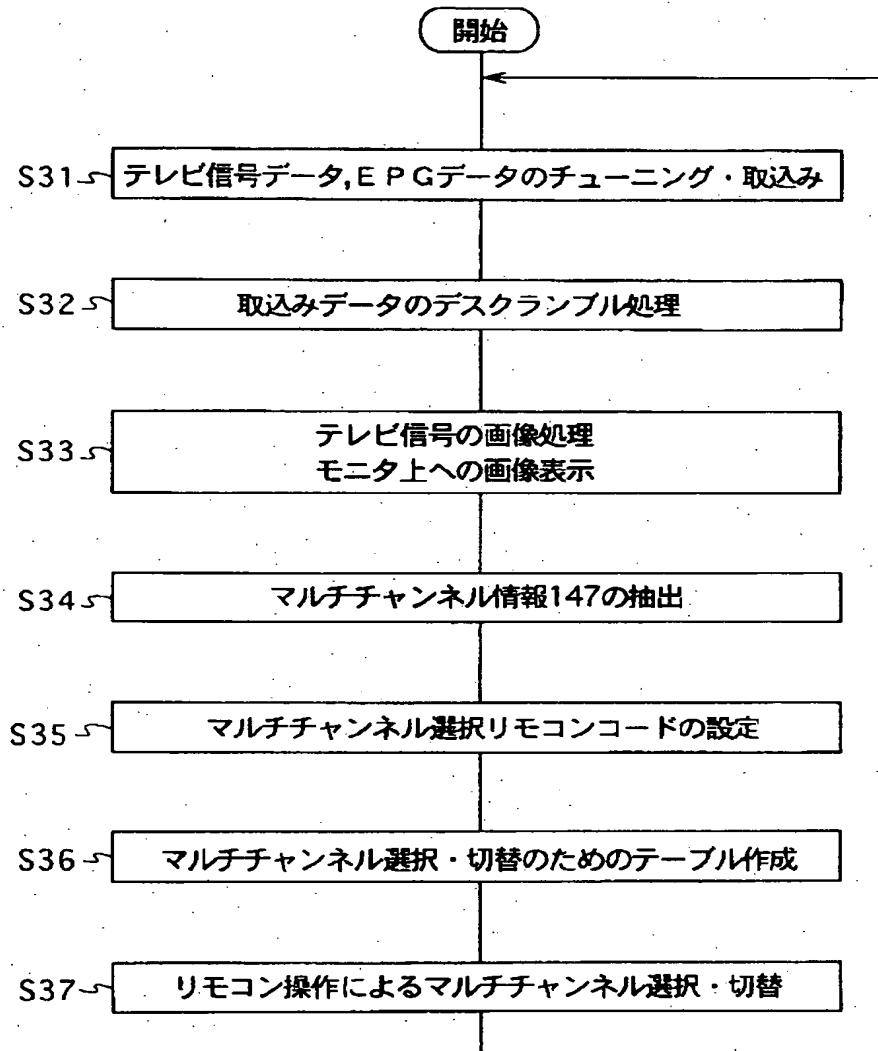 開始
S31 テレビ信号データ,EPGデータのチューニング・取込み
S32 取込みデータのデスクランブル処理
S33 テレビ信号の画像処理
モニタ上への画像表示
S34 マルチチャンネル情報147の抽出
S35 マルチチャンネル選択リモコンコードの設定
S36 マルチチャンネル選択・切替のためのテーブル作成
S37 リモコン操作によるマルチチャンネル選択・切替